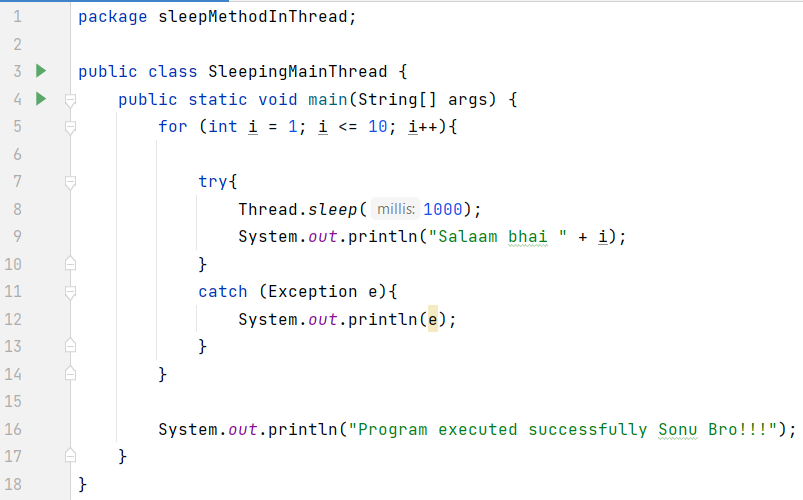 1 package sleepMethodInThread;
2
3 public class SleepingMainThread {
4     public static void main(String[] args) {
5         for (int i = 1; i <= 10; i++){
6
7             try{
8                 Thread.sleep( millis: 1000);
9                 System.out.println("Salaam bhai " + i);
10             }
11             catch (Exception e){
12                 System.out.println(e);
13             }
14         }
15
16         System.out.println("Program executed successfully Sonu Bro!!!");
17     }
18 }